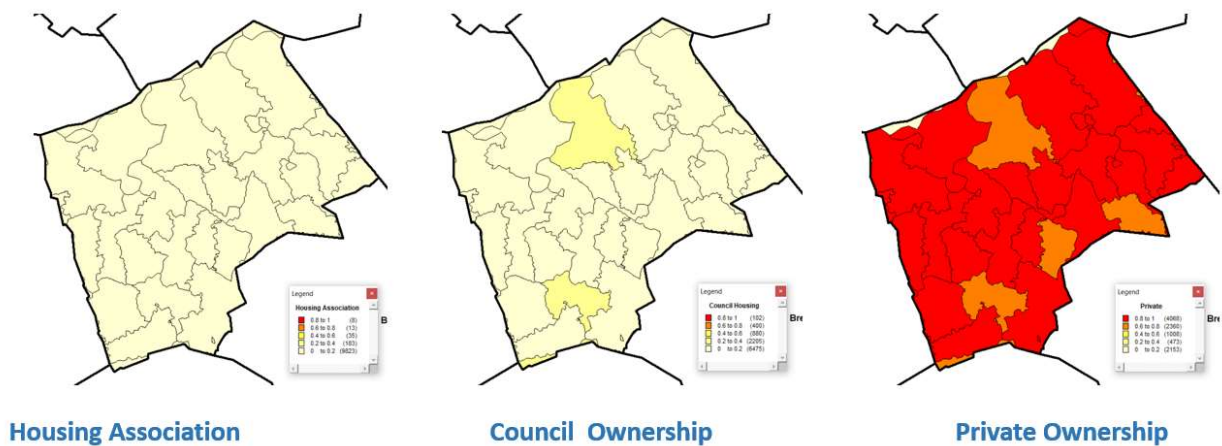 Legend
Housing Association
0.8 to 1 (8)
0.6 to 0.8 (13)
0.4 to 0.6 (35)
0.2 to 0.4 (183)
0 to 0.2 (9823)
B
Legend
Council Housing
0.8 to 1 (102)
0.6 to 0.8 (400)
0.4 to 0.6 (880)
0.2 to 0.4 (2205)
0 to 0.2 (6475)
Bre
Legend
Private
0.8 to 1 (4068)
0.6 to 0.8 (2360)
0.4 to 0.6 (1008)
0.2 to 0.4 (473)
0 to 0.2 (2153)
Bre
Housing Association
Council Ownership
Private Ownership